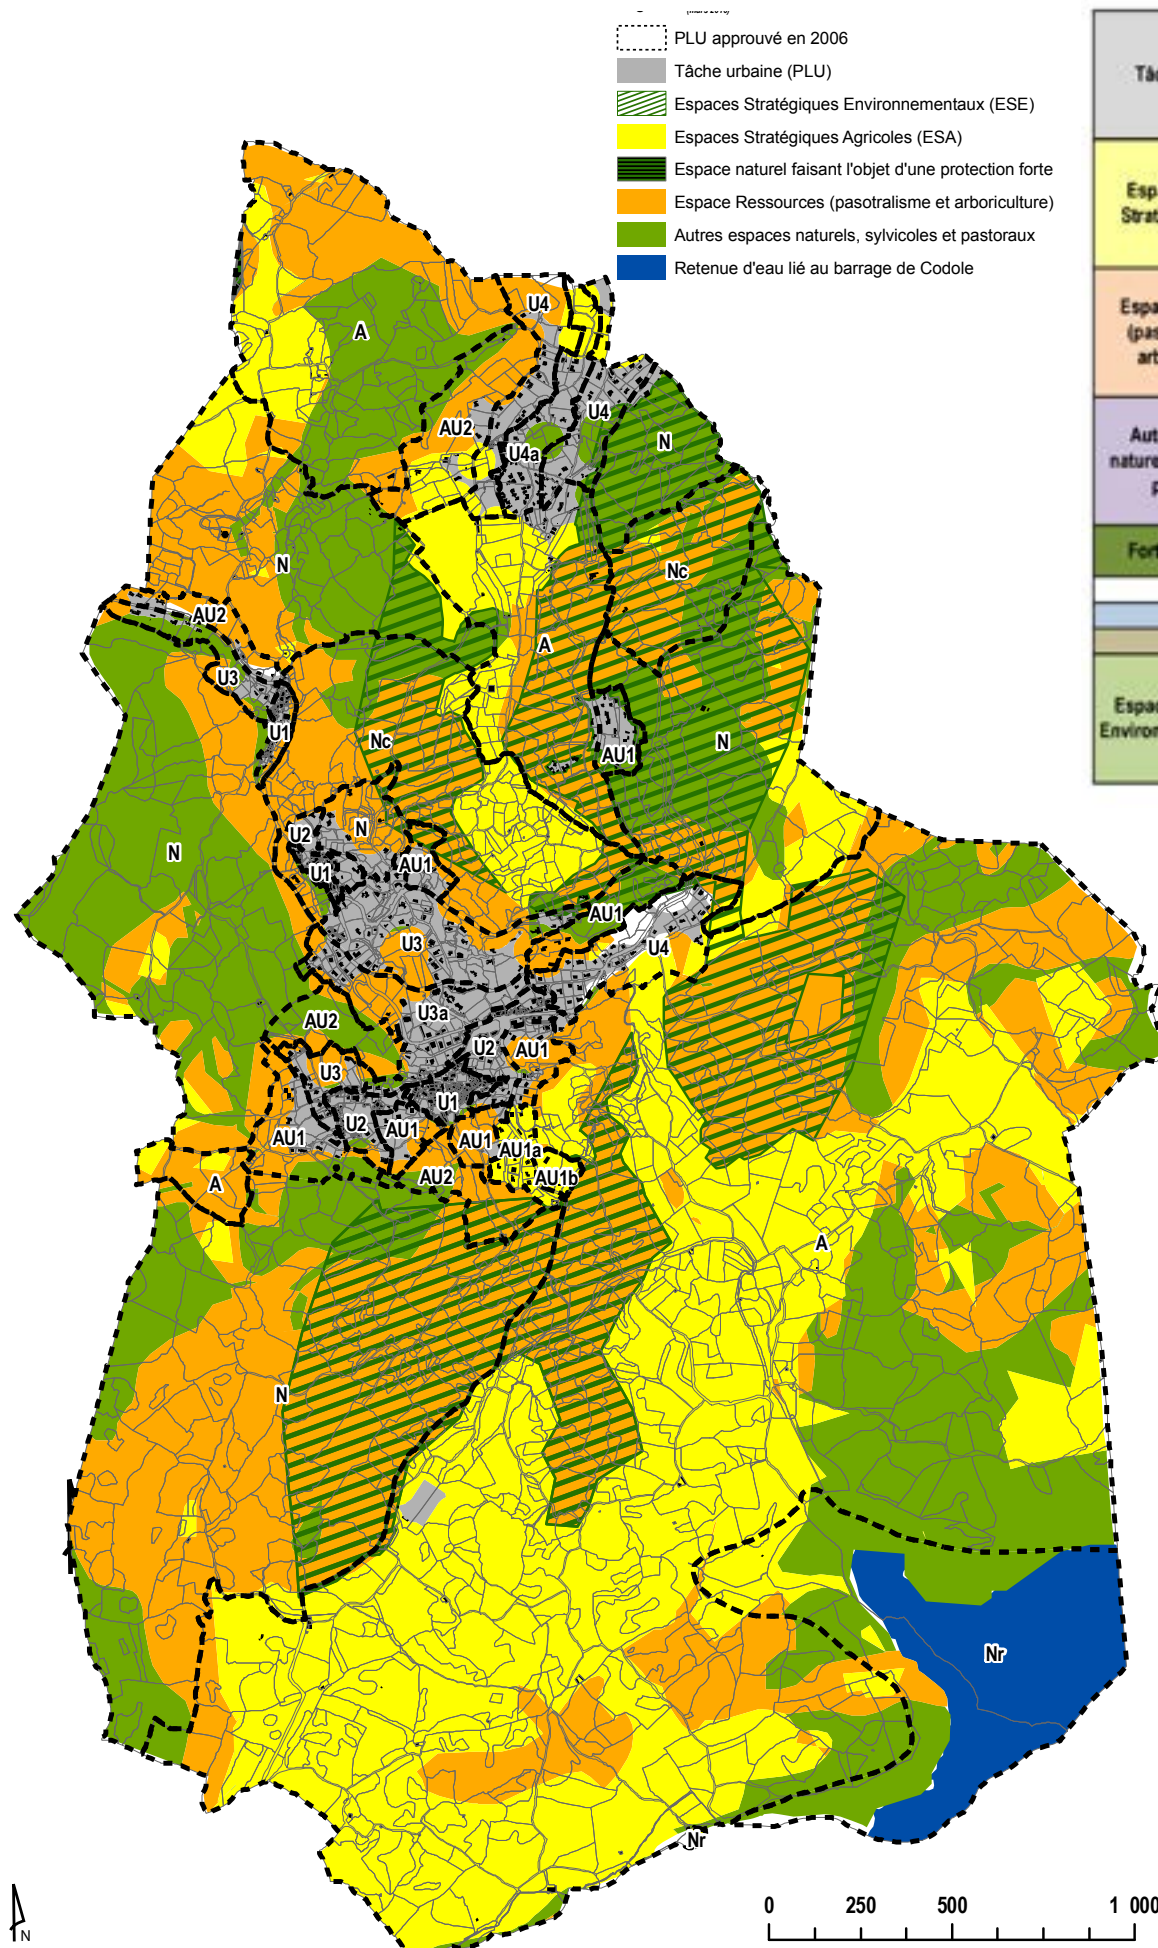 PLU approuvé en 2006
Tâche urbaine (PLU)
Espaces Stratégiques Environnementaux (ESE)
Espaces Stratégiques Agricoles (ESA)
Espace naturel faisant l'objet d'une protection forte
Espace Ressources (pasotralisme et arboriculture)
Autres espaces naturels, sylvicoles et pastoraux
Retenue d'eau lié au barrage de Codole
U4
A
U4
AU2
N
U4a
N
Nc
AU2
A
U3
U1
Nc
N
AU1
U2
N
N
U1
AU1
AU1
U3
U4
AU2
U3a
U2
AU1
U3
U1
U2
AU1
AU1
AU1
AU1a
A
AU2
AU1b
A
N
Nr
Nr
N
0 250 500 1 000